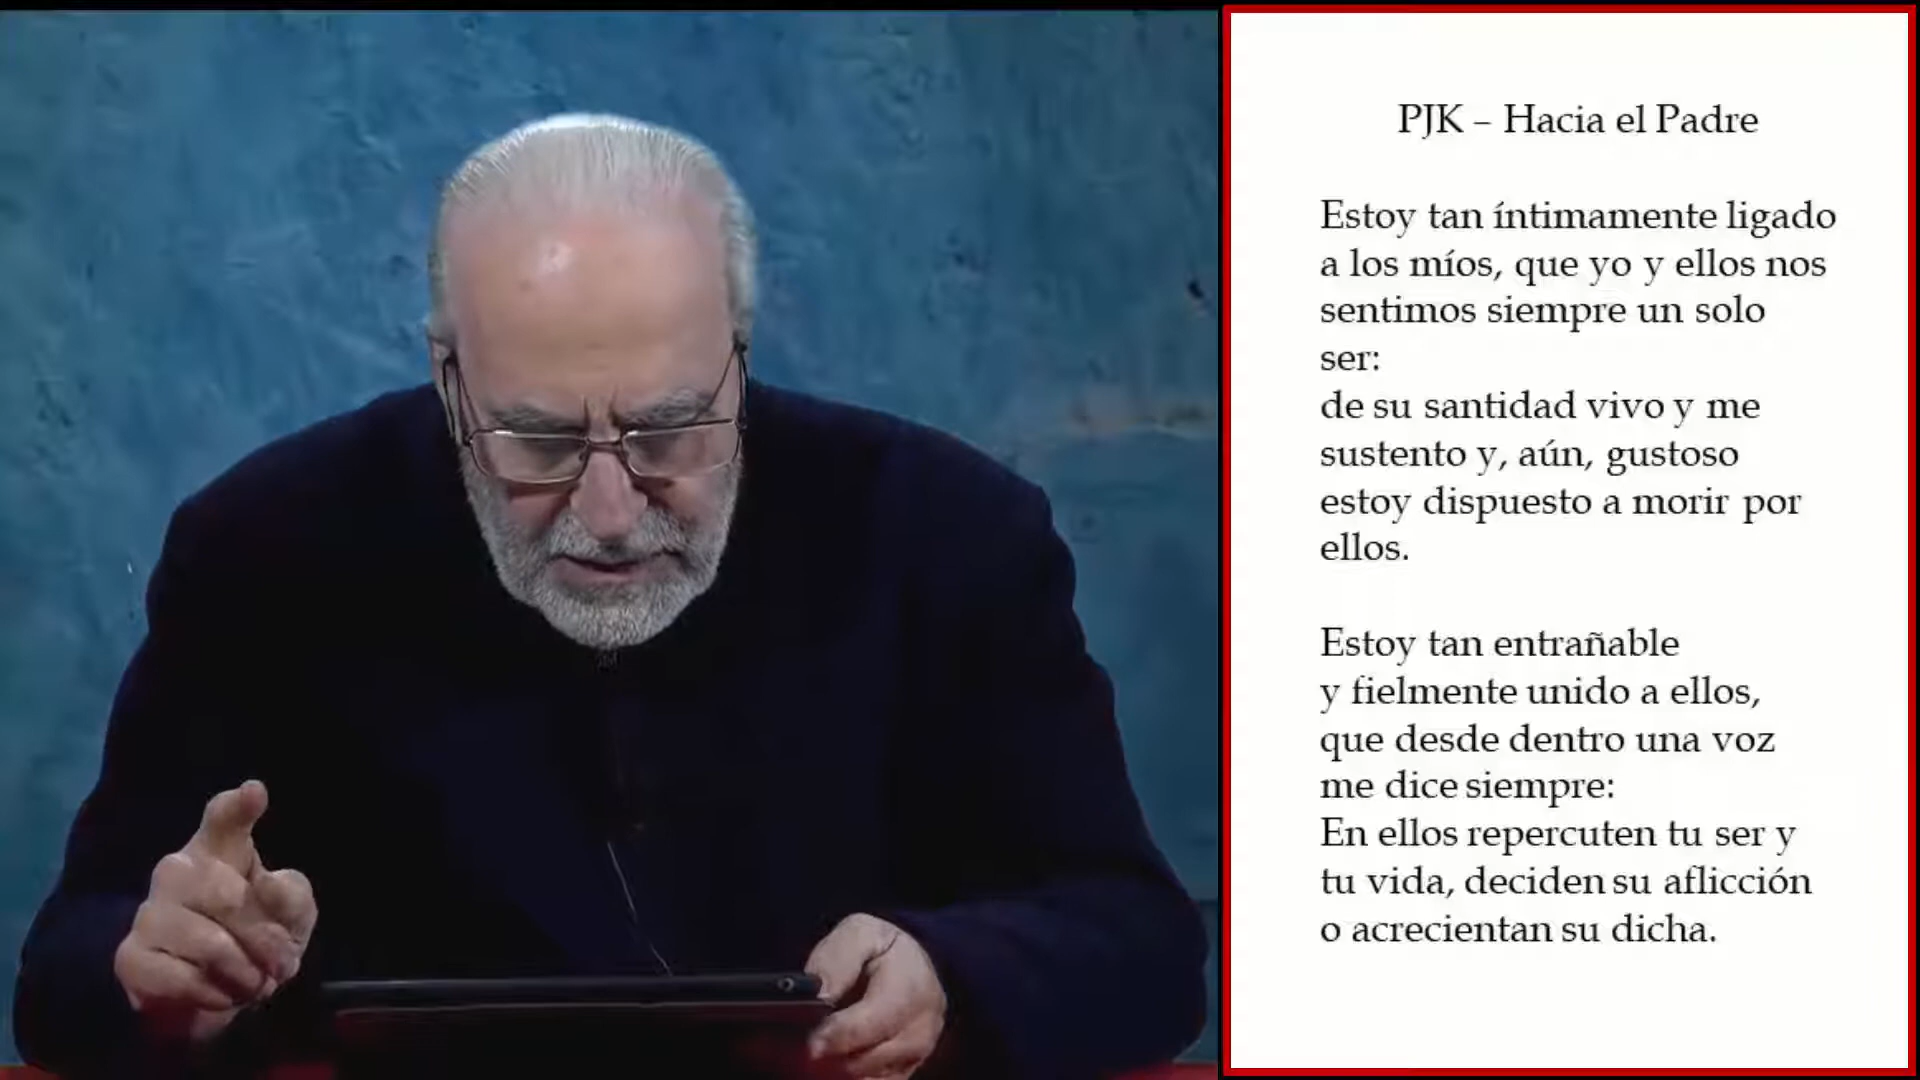 PJK – Hacia el Padre
Estoy tan íntimamente ligado
a los míos, que yo y ellos nos
sentimos siempre un solo
ser:
de su santidad vivo y me
sustento y, aún, gustoso
estoy dispuesto a morir por
ellos.
Estoy tan entrañable
y fielmente unido a ellos,
que desde dentro una voz
me dice siempre:
En ellos repercuten tu ser y
tu vida, deciden su aflicción
o acrecientan su dicha.